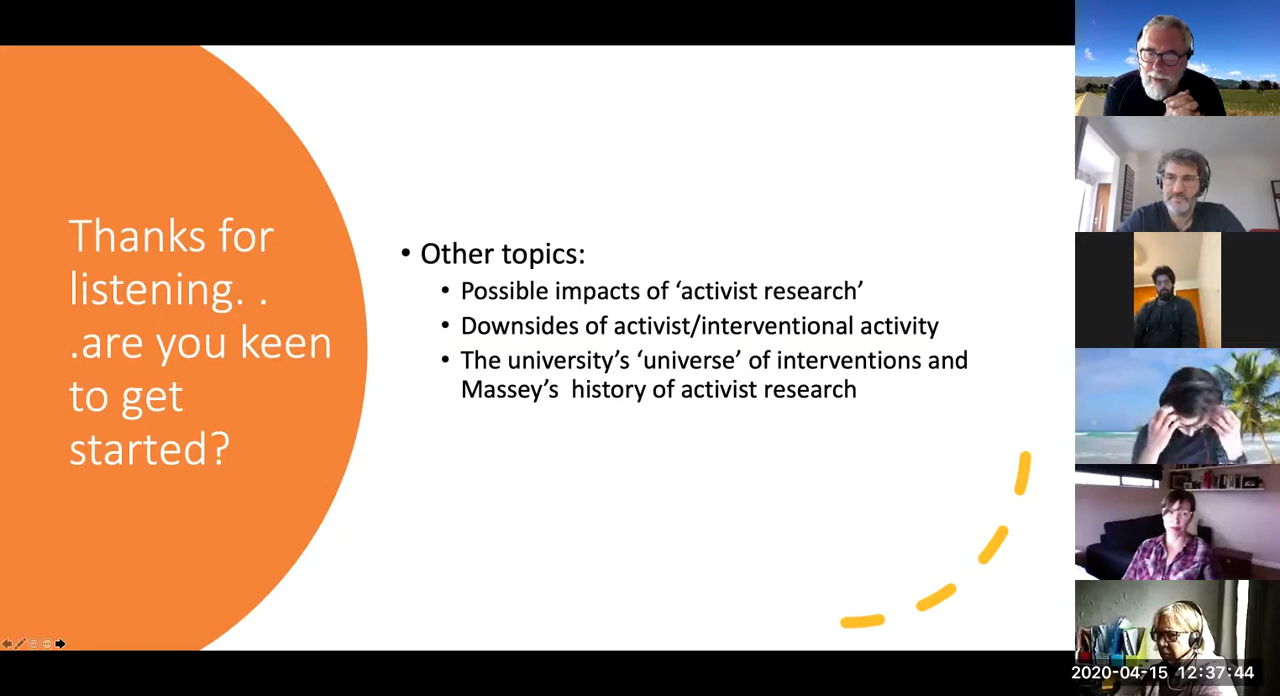 Thanks for
listening. .
.are you keen
to get
started?
• Other topics:
• Possible impacts of ‘activist research’
• Downsides of activist/interventional activity
• The university’s ‘universe’ of interventions and
Massey’s  history of activist research
2020-04-15  12:37:44